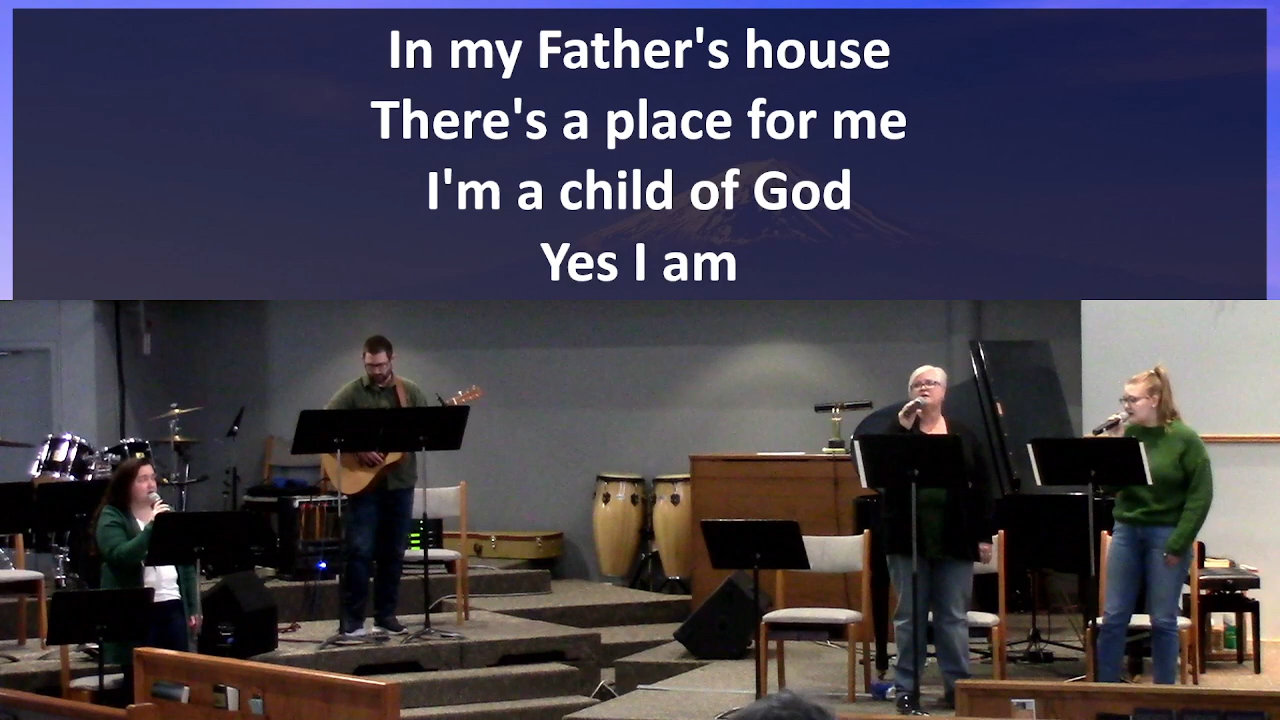 In my Father's house
There's a place for me
I'm a child of God
Yes I am